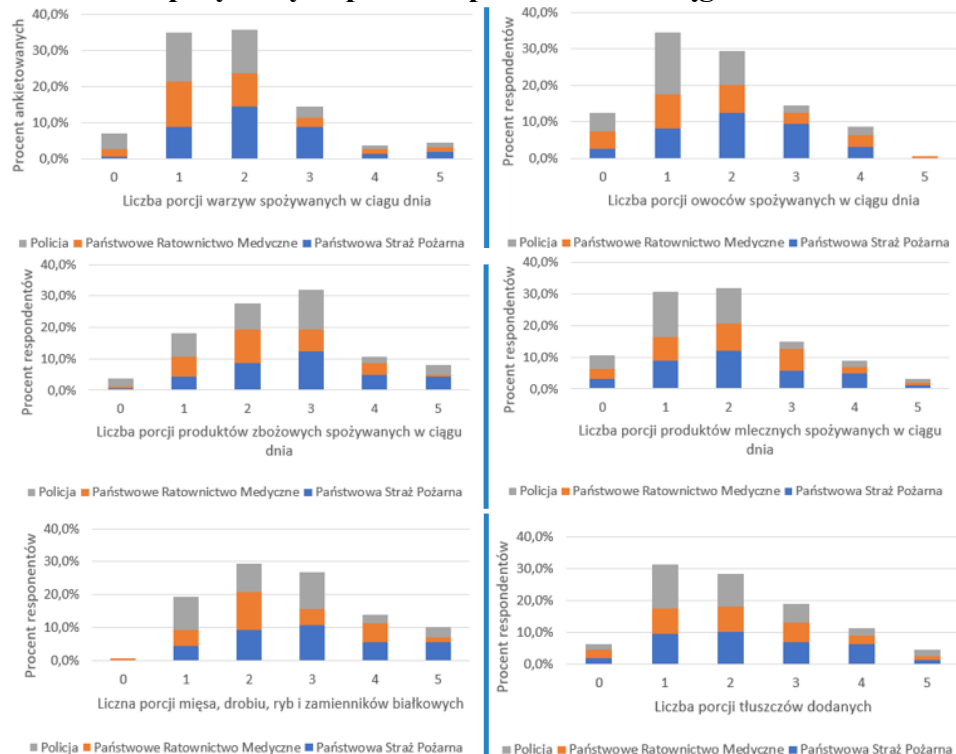 40,0%
30,0%
20,0%
10,0%
0,0%
Procent ankietowanych
0 1 2 3 4 5
Liczba porcji warzyw spożywanych w ciagu dnia
Policja Państwowe Ratownictwo Medyczne Państwowa Straż Pożarna
40,0%
30,0%
20,0%
10,0%
0,0%
Procent respondentów
0 1 2 3 4 5
Liczba porcji owoców spożywanych w ciągu dnia
Policja Państwowe Ratownictwo Medyczne Państwowa Straż Pożarna
40,0%
30,0%
20,0%
10,0%
0,0%
Procent respondentów
0 1 2 3 4 5
Liczba porcji produktów zbożowych spożywanych w ciągu
dnia
Policja Państwowe Ratownictwo Medyczne Państwowa Straż Pożarna
40,0%
30,0%
20,0%
10,0%
0,0%
Procent respondentów
0 1 2 3 4 5
Liczba porcji produktów mlecznych spożywanych w ciągu
dnia
Policja Państwowe Ratownictwo Medyczne Państwowa Straż Pożarna
40,0%
30,0%
20,0%
10,0%
0,0%
Procent responentów
0 1 2 3 4 5
Liczna porcji mięsa, drobiu, ryb i zamienników białkowych
Policja Państwowe Ratownictwo Medyczne Państwowa Straż Pożarna
40,0%
30,0%
20,0%
10,0%
0,0%
Procent respondentów
0 1 2 3 4 5
Liczba porcji tłuszczów dodanych
Policja Państwowe Ratownictwo Medyczne Państwowa Straż Pożarna